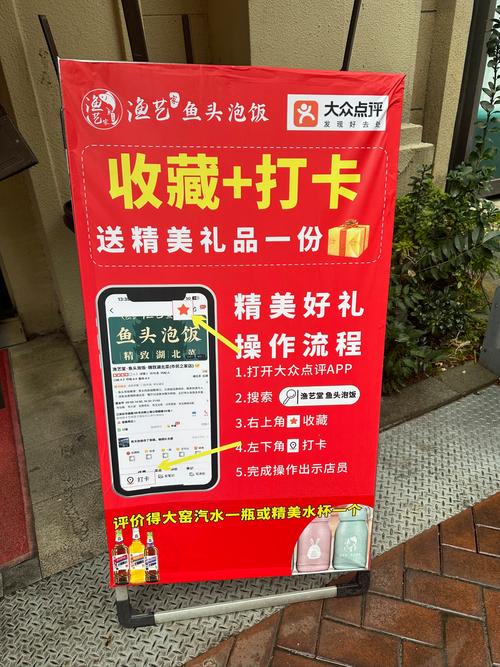 渔艺家
渔艺家鱼头泡饭
大众点评
发现好去处
收藏+打卡
送精美礼品一份
鱼头泡饭
精致湖北菜
打卡
精美好礼
操作流程
1.打开大众点评APP
2.搜索 渔艺堂 鱼头泡饭
3.右上角 收藏
4.左下角 打卡
5.完成操作出示店员
评价得大窑汽水一瓶或精美水杯一个